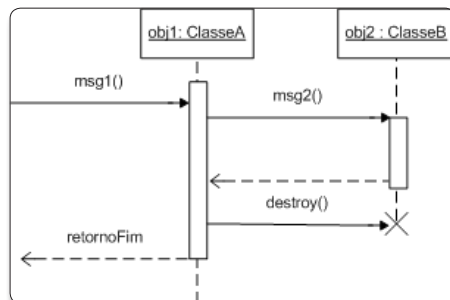 obj1: ClasseA
obj2 : ClasseB
msg1()
msg2()
destroy()
retornoFim